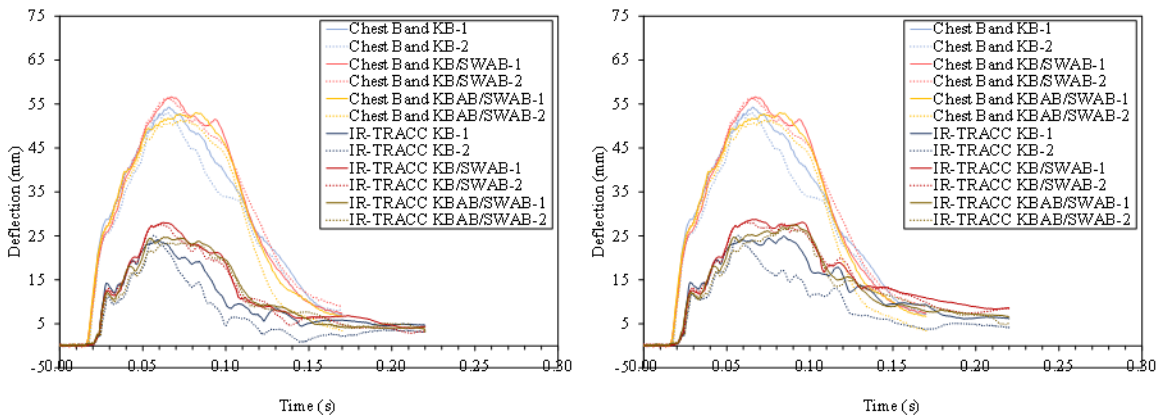 75
65
55
45
35
25
15
5
-5
Deflection (mm)
0.00
0.05
0.10
0.15
0.20
0.25
0.30
Time (s)
Chest Band KB-1
Chest Band KB-2
Chest Band KB/SWAB-1
Chest Band KB/SWAB-2
Chest Band KBAB/SWAB-1
Chest Band KBAB/SWAB-2
IR-TRACC KB-1
IR-TRACC KB-2
IR-TRACC KB/SWAB-1
IR-TRACC KB/SWAB-2
IR-TRACC KBAB/SWAB-1
IR-TRACC KBAB/SWAB-2
75
65
55
45
35
25
15
5
-5
Deflection (mm)
0.00
0.05
0.10
0.15
0.20
0.25
0.30
Time (s)
Chest Band KB-1
Chest Band KB-2
Chest Band KB/SWAB-1
Chest Band KB/SWAB-2
Chest Band KBAB/SWAB-1
Chest Band KBAB/SWAB-2
IR-TRACC KB-1
IR-TRACC KB-2
IR-TRACC KB/SWAB-1
IR-TRACC KB/SWAB-2
IR-TRACC KBAB/SWAB-1
IR-TRACC KBAB/SWAB-2